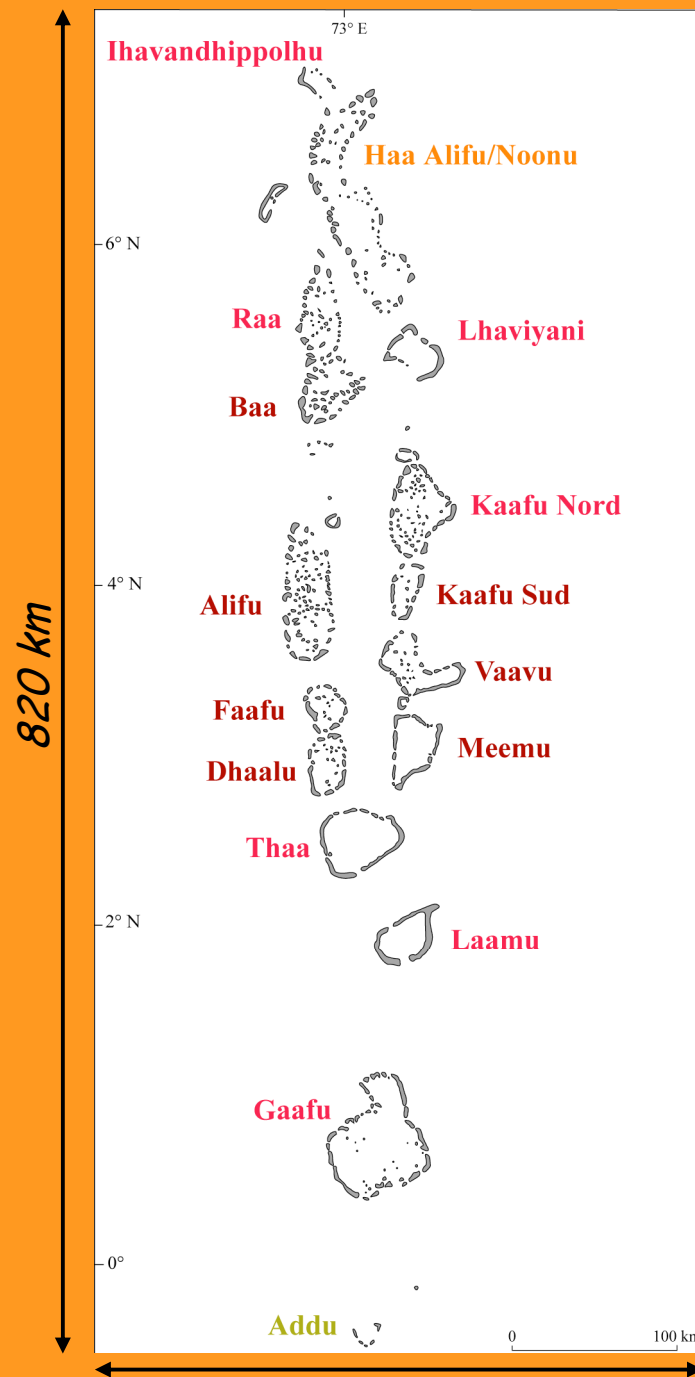 73° E
Ihavandhippolhu
Haa Alifu/Noonu
6° N
Raa
Lhaviyani
Baa
Kaafu Nord
4° N
Kaafu Sud
Alifu
Vaavu
Faafu
Meemu
Dhaalu
820 km
Thaa
2° N
Laamu
Gaafu
0°
Addu
0
100 km